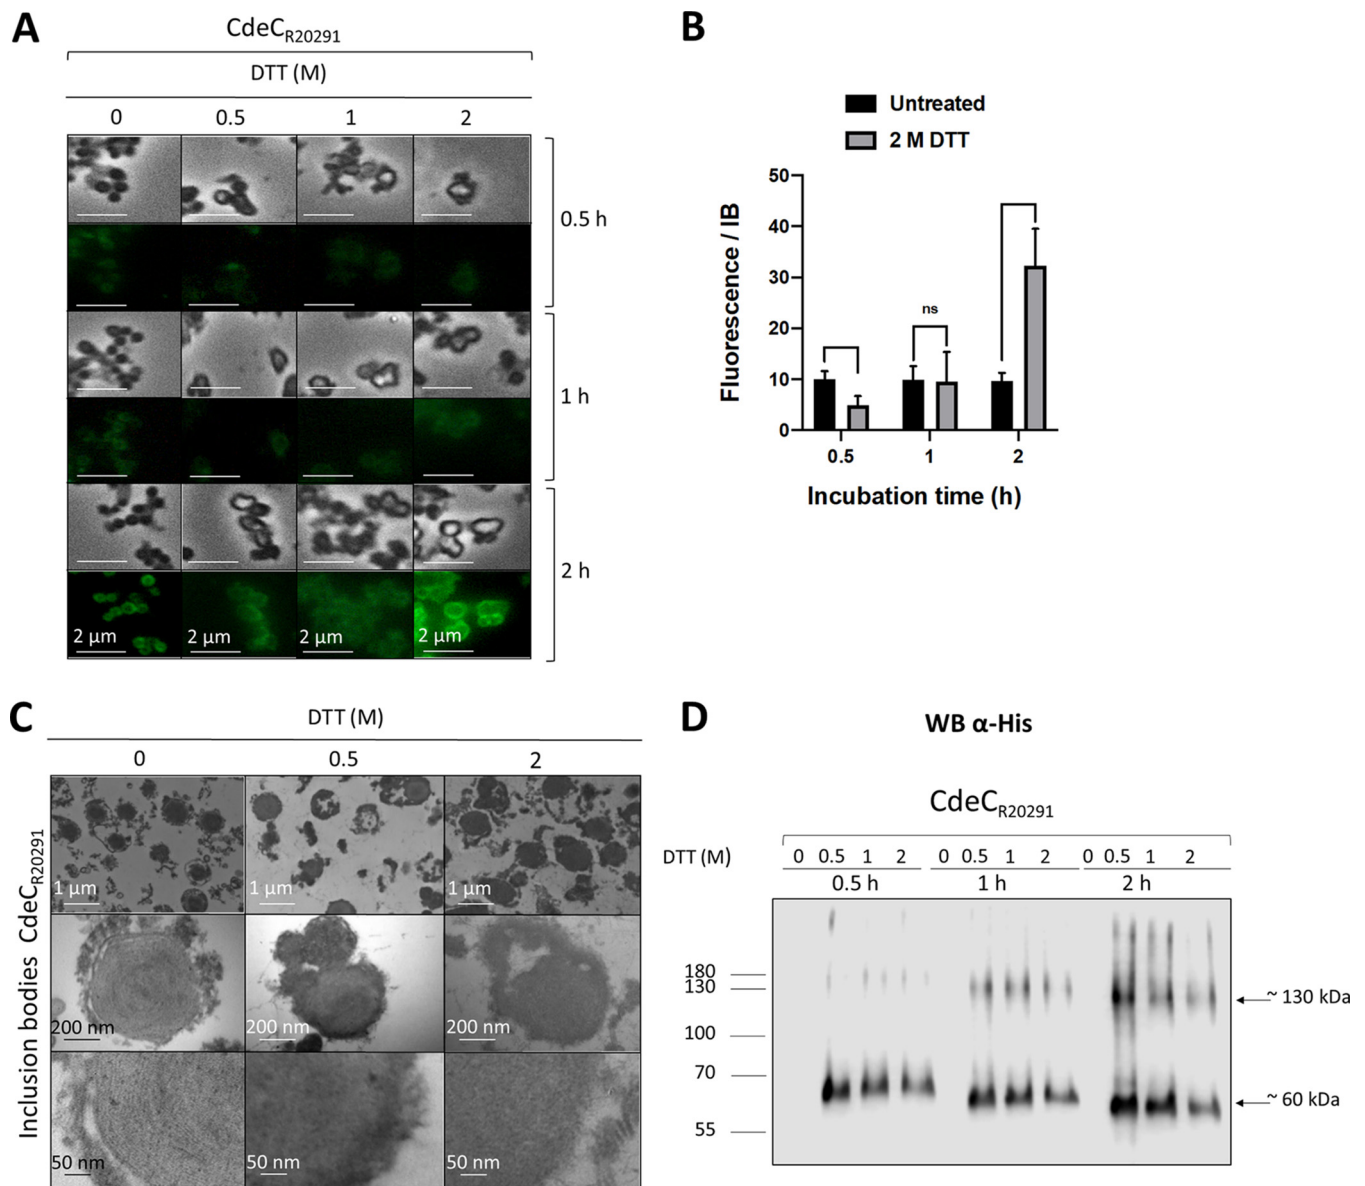 A
CdeC_R20291
DTT (M)
0 0.5 1 2
0.5 h
1 h
2 h
2 µm 2 µm 2 µm 2 µm
B
Untreated
2 M DTT
Fluorescence / IB
50
40
30
20
10
0
ns
0.5 1 2
Incubation time (h)
C
DTT (M)
0 0.5 2
Inclusion bodies CdeC_R20291
1 µm 1 µm 1 µm
200 nm 200 nm 200 nm
50 nm 50 nm 50 nm
D
WB α-His
CdeC_R20291
DTT (M) 0 0.5 1 2 0 0.5 1 2 0 0.5 1 2
0.5 h 1 h 2 h
180
130
100
70
55
~ 130 kDa
~ 60 kDa